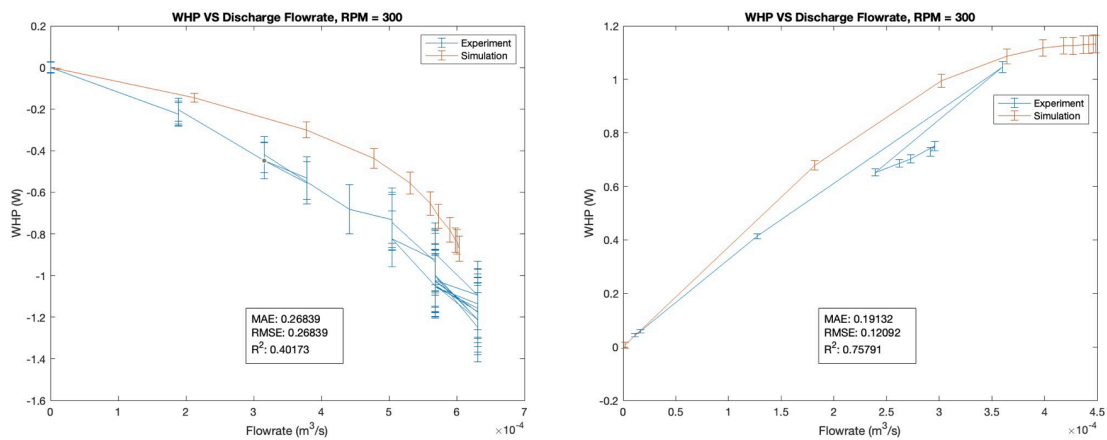 WHP VS Discharge Flowrate, RPM = 300
Experiment
Simulation
0.2
0
-0.2
-0.4
-0.6
-0.8
-1
-1.2
-1.4
-1.6
WHP (W)
MAE: 0.26839
RMSE: 0.26839
R²: 0.40173
0 1 2 3 4 5 6 7
Flowrate (m³/s)
×10⁻⁴
WHP VS Discharge Flowrate, RPM = 300
Experiment
Simulation
1.2
1
0.8
0.6
0.4
0.2
0
-0.2
WHP (W)
MAE: 0.19132
RMSE: 0.12092
R²: 0.75791
0 0.5 1 1.5 2 2.5 3 3.5 4 4.5
Flowrate (m³/s)
×10⁻⁴